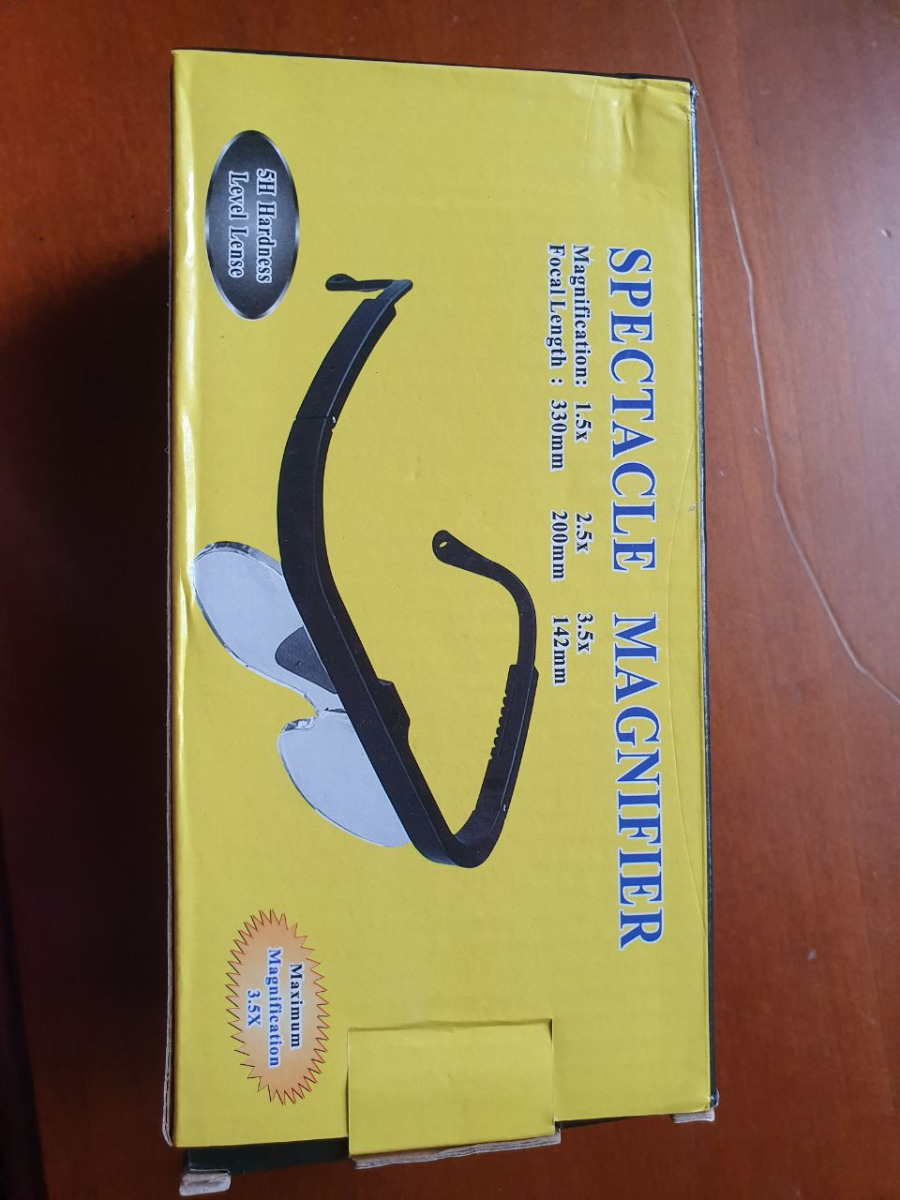 SPECTACLE MAGNIFIER
Magnification: 1.5x 2.5x 3.5x
Focal Length : 330mm 200mm 142mm
5H Hardness
Level Lense
Maximum
Magnification
3.5X